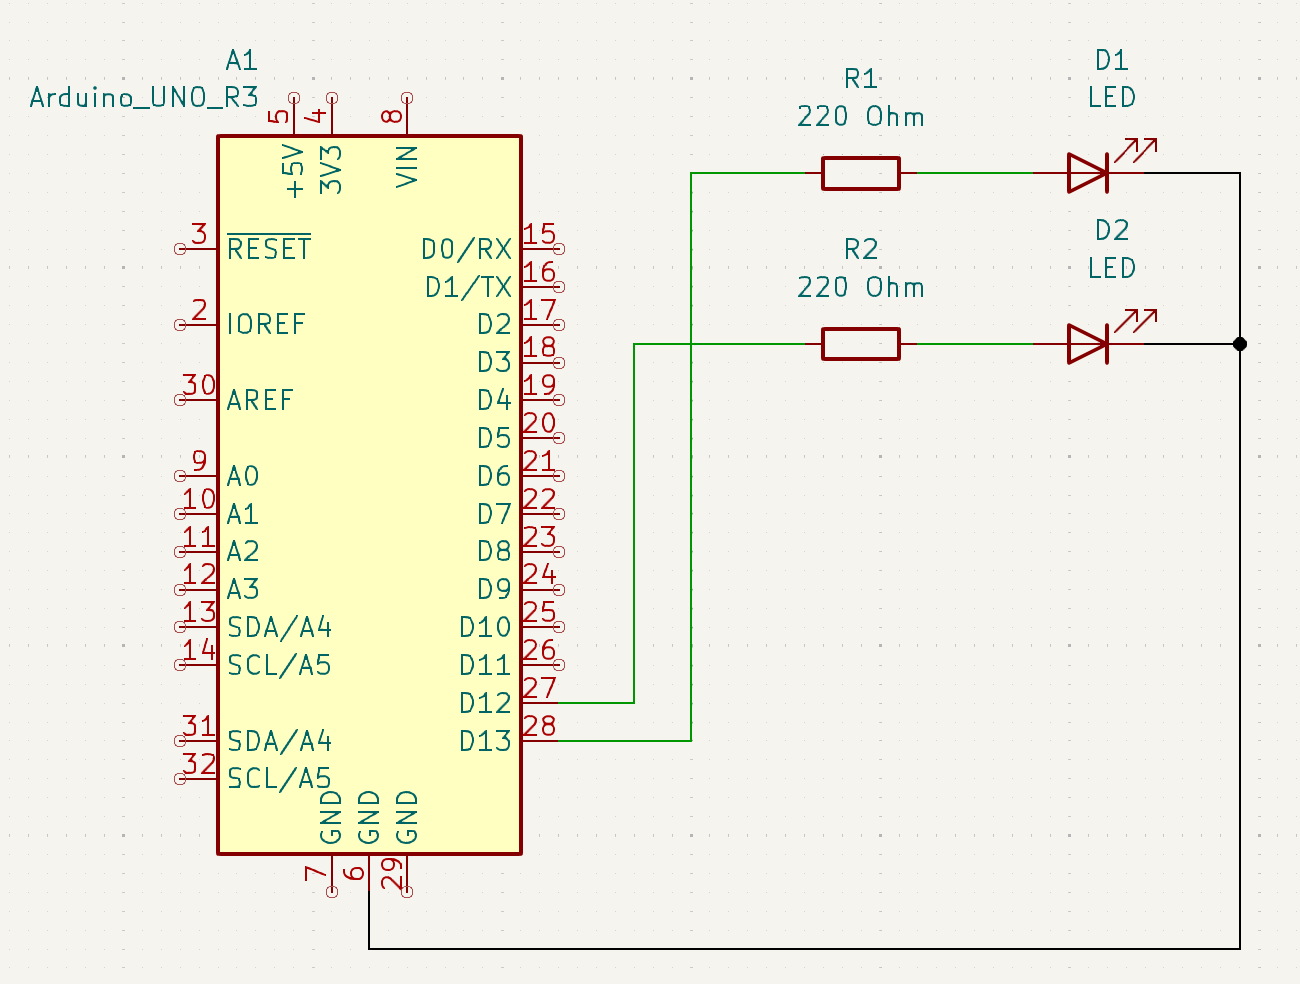 A1
Arduino_UNO_R3
5
4
8
+5V
3V3
VIN
3
RESET
2
IOREF
30
AREF
9
A0
10
A1
11
A2
12
A3
13
SDA/A4
14
SCL/A5
31
SDA/A4
32
SCL/A5
15
D0/RX
16
D1/TX
17
D2
18
D3
19
D4
20
D5
21
D6
22
D7
23
D8
24
D9
25
D10
26
D11
27
D12
28
D13
GND
GND
GND
7
6
29
R1
220 Ohm
D1
LED
R2
220 Ohm
D2
LED